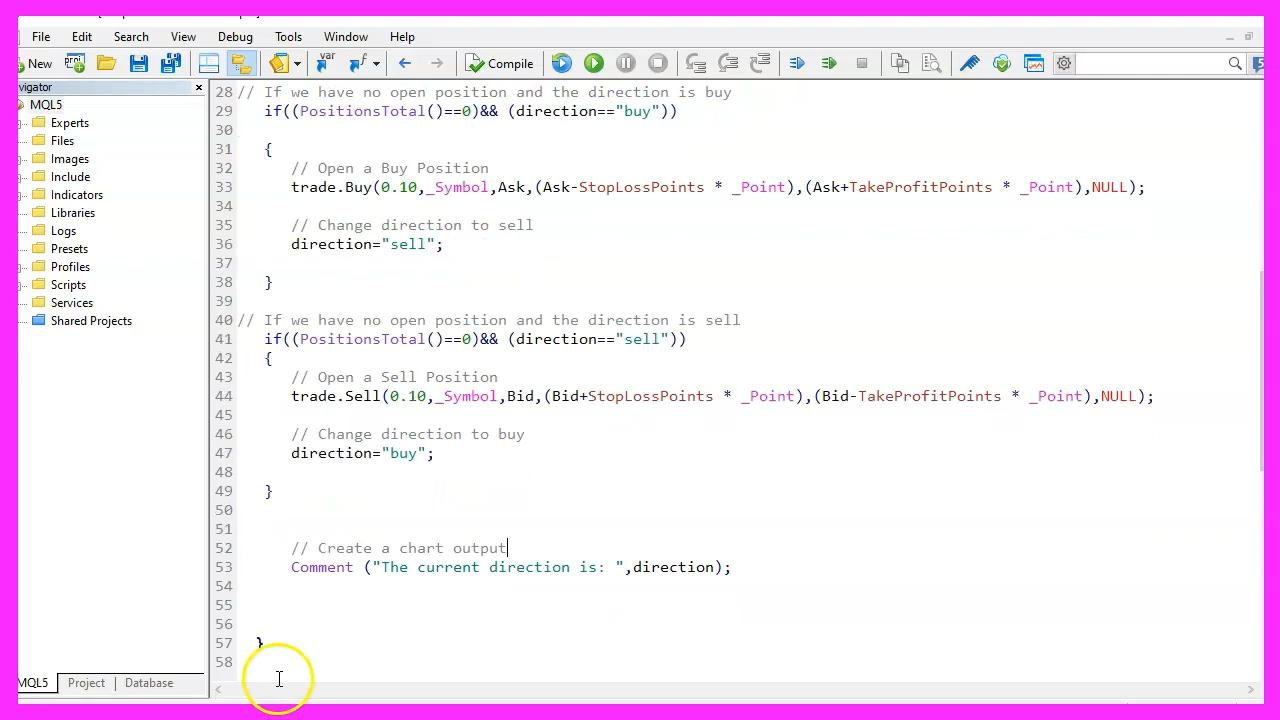 File Edit Search View Debug Tools Window Help
New Compile
avigator
MQL5
Experts
Files
Images
Include
Indicators
Libraries
Logs
Presets
Profiles
Scripts
Services
Shared Projects
MQL5 Project Database
28 // If we have no open position and the direction is buy
29 if((PositionsTotal()==0)&& (direction=="buy"))
30
31 {
32 // Open a Buy Position
33 trade.Buy(0.10,_Symbol,Ask,(Ask-StopLossPoints * _Point),(Ask+TakeProfitPoints * _Point),NULL);
34
35 // Change direction to sell
36 direction="sell";
37
38 }
39
40 // If we have no open position and the direction is sell
41 if((PositionsTotal()==0)&& (direction=="sell"))
42 {
43 // Open a Sell Position
44 trade.Sell(0.10,_Symbol,Bid,(Bid+StopLossPoints * _Point),(Bid-TakeProfitPoints * _Point),NULL);
45
46 // Change direction to buy
47 direction="buy";
48
49 }
50
51
52 // Create a chart output
53 Comment ("The current direction is: ",direction);
54
55
56
57 }
58